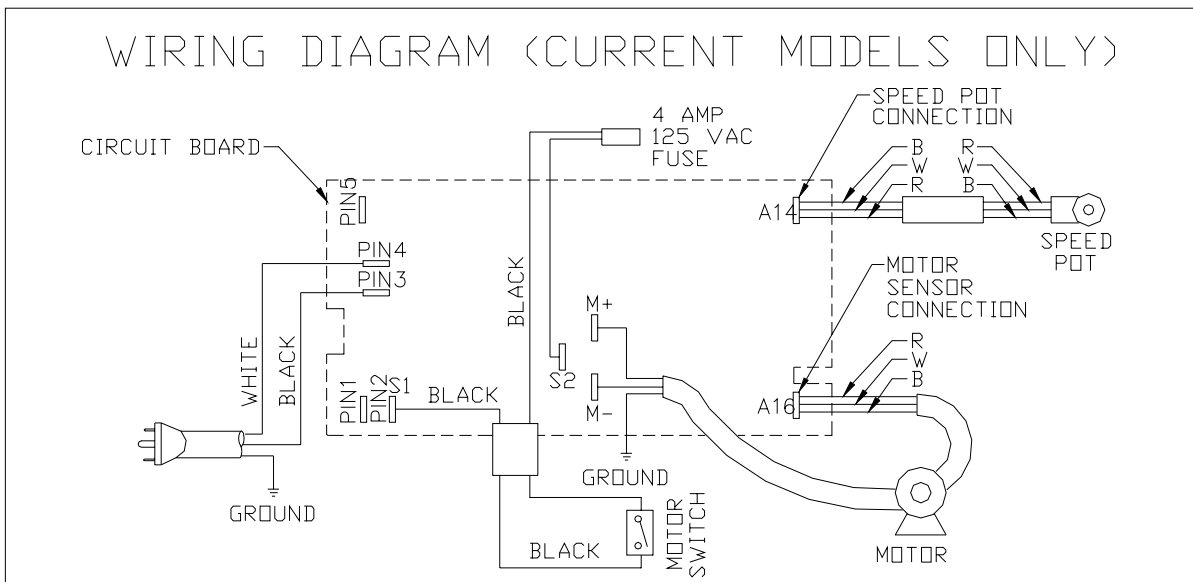 WIRING DIAGRAM (CURRENT MODELS ONLY)
CIRCUIT BOARD
4 AMP
125 VAC
FUSE
SPEED POT
CONNECTION
B
W
R
R
W
B
A14
SPEED
POT
PIN5
PIN4
PIN3
WHITE
BLACK
BLACK
MOTOR
SENSOR
CONNECTION
M+
S2
M-
R
W
B
A16
PIN1
PIN2
S1
BLACK
GROUND
GROUND
BLACK
MOTOR
SWITCH
MOTOR